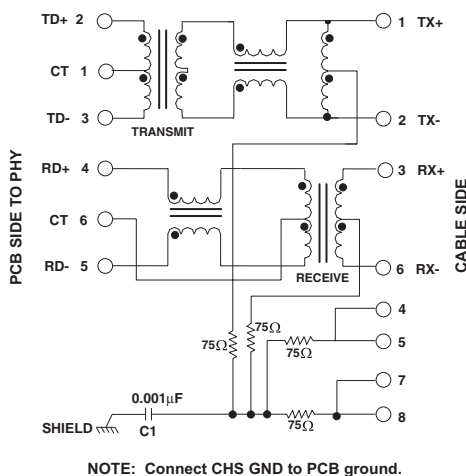 TD+ 2
1 TX+
CT 1
TD- 3
TRANSMIT
2 TX-
PCB SIDE TO PHY
CABLE SIDE
RD+ 4
3 RX+
CT 6
RD- 5
RECEIVE
6 RX-
4
75Ω
75Ω
75Ω
5
7
0.001µF
SHIELD
C1
75Ω
8
NOTE: Connect CHS GND to PCB ground.